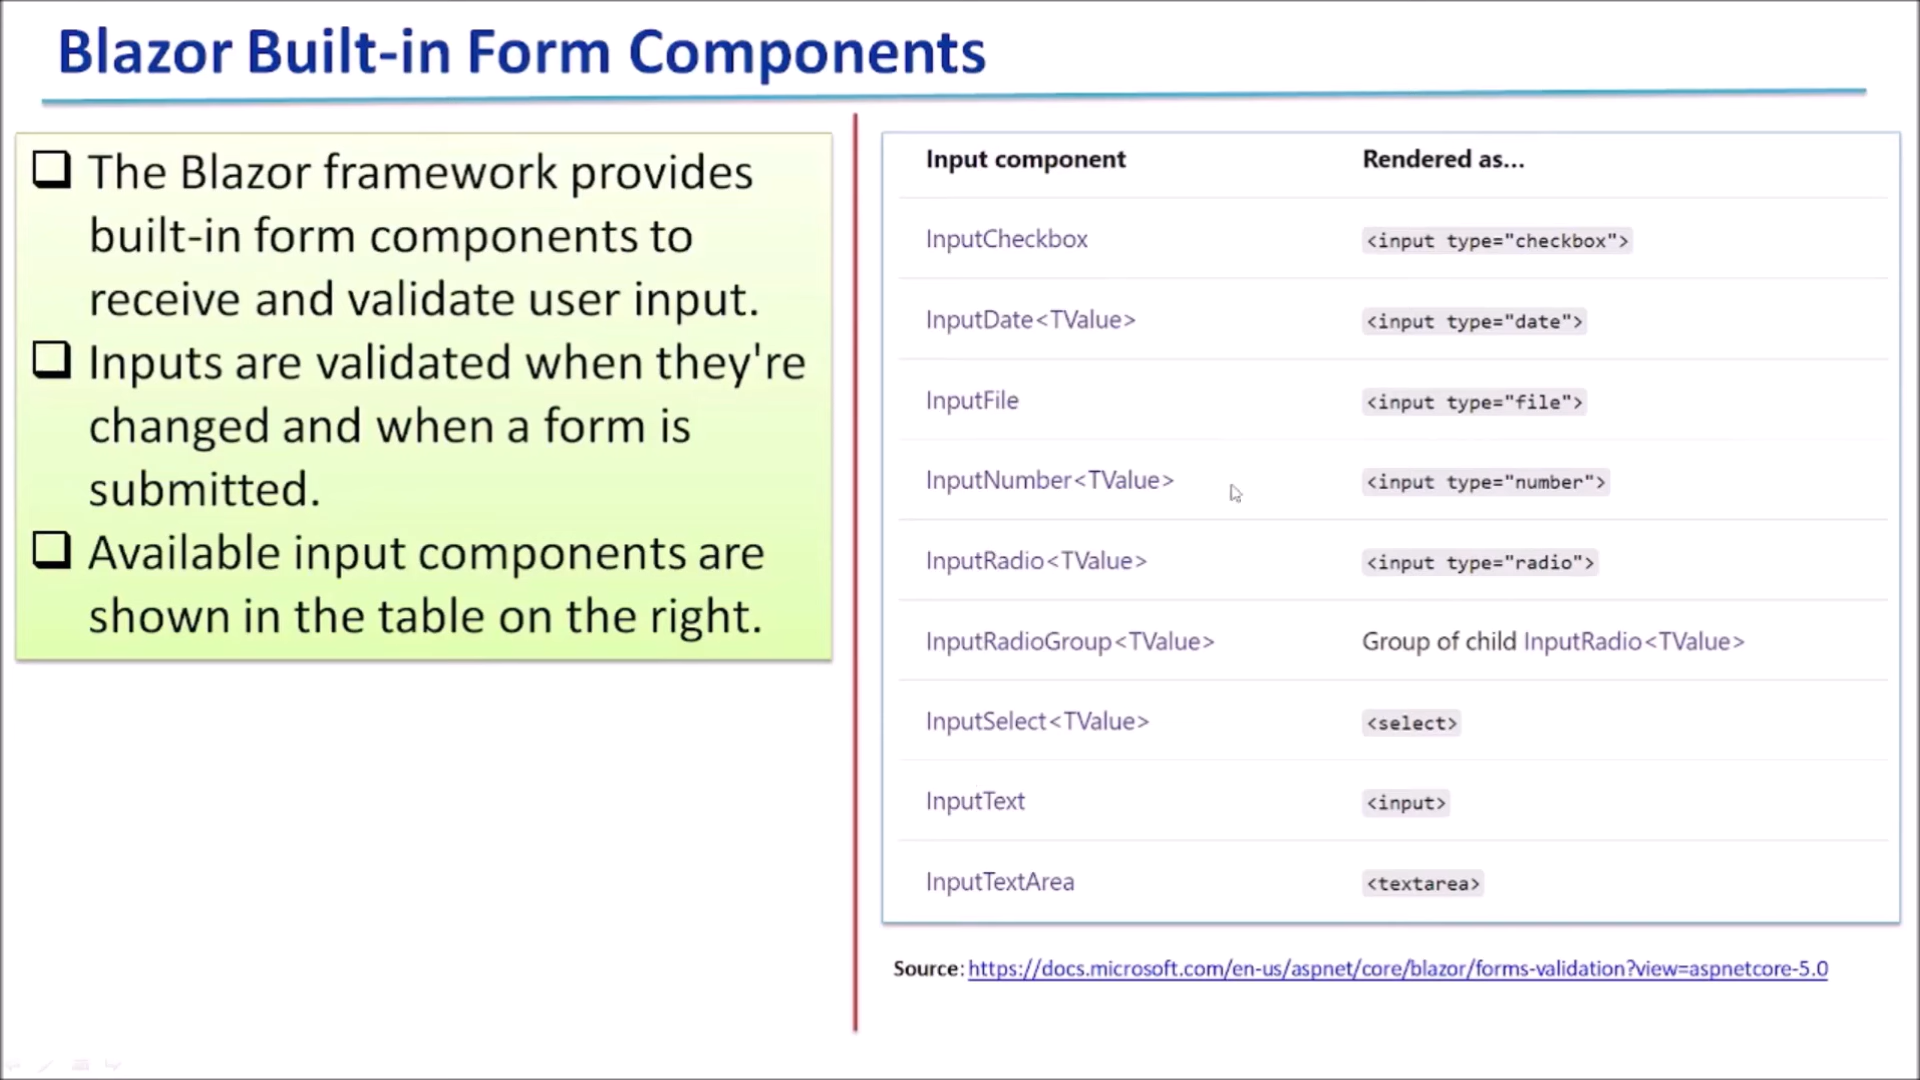 Blazor Built-in Form Components
The Blazor framework provides
built-in form components to
receive and validate user input.
Inputs are validated when they're
changed and when a form is
submitted.
Available input components are
shown in the table on the right.
Input component Rendered as...
InputCheckbox <input type="checkbox">
InputDate<TValue> <input type="date">
InputFile <input type="file">
InputNumber<TValue> <input type="number">
InputRadio<TValue> <input type="radio">
InputRadioGroup<TValue> Group of child InputRadio<TValue>
InputSelect<TValue> <select>
InputText <input>
InputTextArea <textarea>
Source: https://docs.microsoft.com/en-us/aspnet/core/blazor/forms-validation?view=aspnetcore-5.0